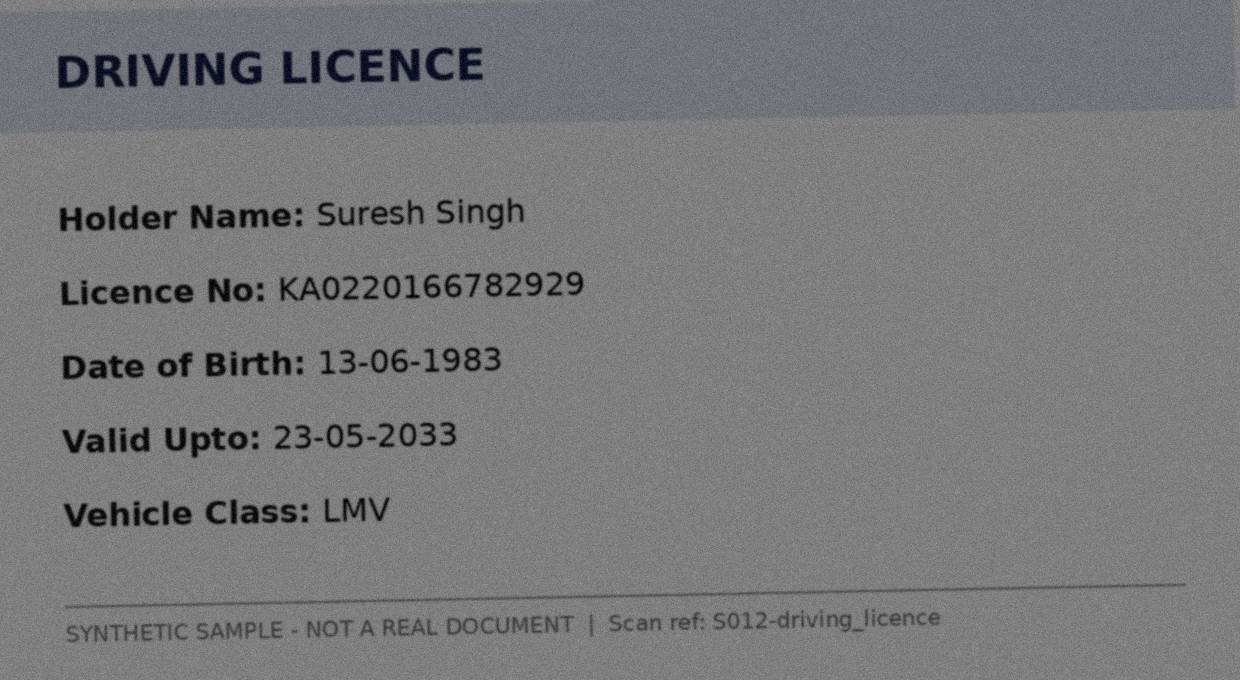 DRIVING LICENCE
Holder Name: Suresh Singh
Licence No: KA0220166782929
Date of Birth: 13-06-1983
Valid Upto: 23-05-2033
Vehicle Class: LMV
SYNTHETIC SAMPLE - NOT A REAL DOCUMENT | Scan ref: S012-driving_licence